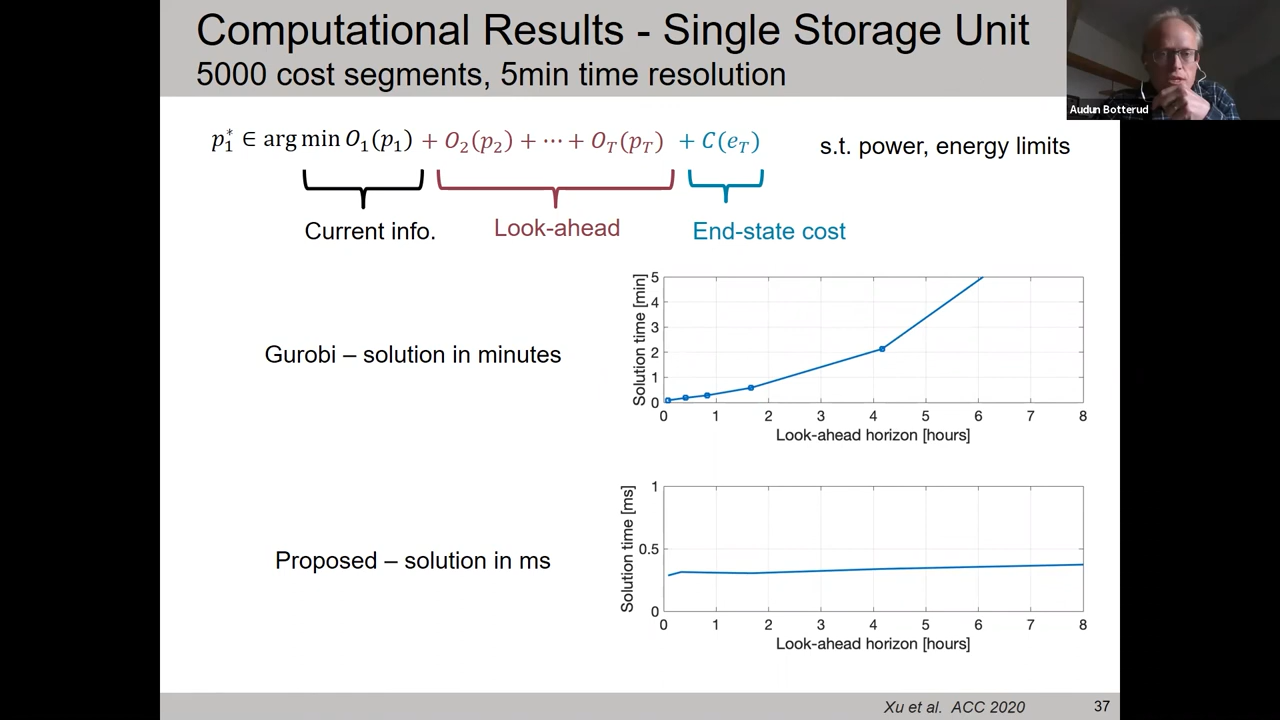 Computational Results - Single Storage Unit
5000 cost segments, 5min time resolution
Audun Botterud
p₁* ∈ arg min O₁(p₁) + O₂(p₂) + ⋯ + O_T(p_T) + C(e_T)
s.t. power, energy limits
Current info.
Look-ahead
End-state cost
Gurobi – solution in minutes
Solution time [min]
5
4
3
2
1
0
0 1 2 3 4 5 6 7 8
Look-ahead horizon [hours]
Proposed – solution in ms
Solution time [ms]
1
0.5
0
0 1 2 3 4 5 6 7 8
Look-ahead horizon [hours]
Xu et al. ACC 2020
37